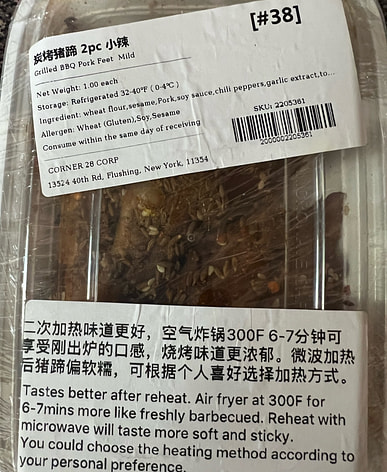 [#38]
炭烤猪蹄 2pc 小辣
Grilled BBQ Pork Feet Mild
Net Weight: 1.00 each
Storage: Refrigerated 32-40°F (0-4°C)
Ingredient: wheat flour,sesame,Pork,soy sauce,chili peppers,garlic extract,to...
Allergen: Wheat (Gluten),Soy,Sesame
Consume within the same day of receiving
SKU: 2205361
2000002205361
CORNER 28 CORP
13524 40th Rd, Flushing, New York, 11354
二次加热味道更好，空气炸锅300F 6-7分钟可
享受刚出炉的口感，烧烤味道更浓郁。微波加热
后猪蹄偏软糯，可根据个人喜好选择加热方式。
Tastes better after reheat. Air fryer at 300F for
6-7mins more like freshly barbecued. Reheat with
microwave will taste more soft and sticky.
You could choose the heating method according to
your personal preference.